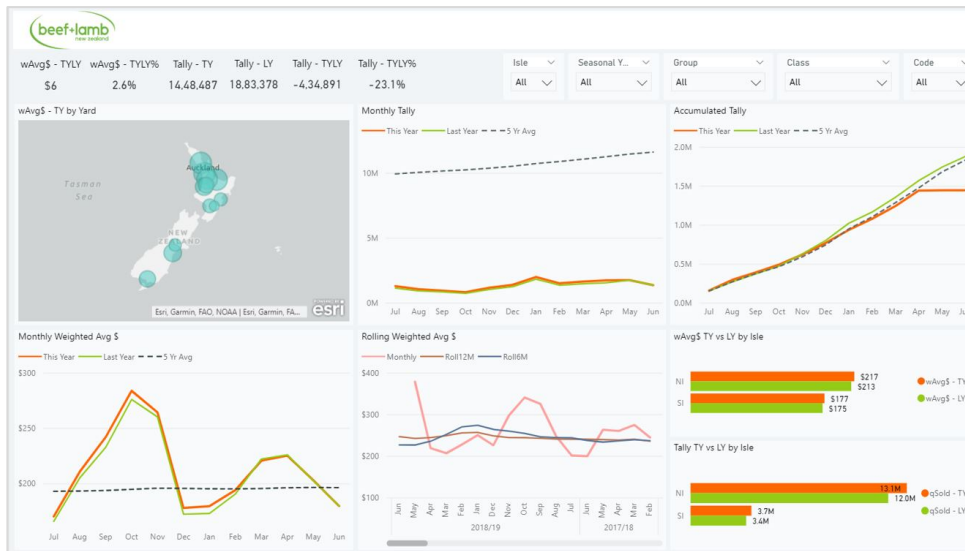 beef+lamb
new zealand
wAvg$ - TYLY wAvg$ - TYLY% Tally - TY Tally - LY Tally - TYLY Tally - TYLY%
$6 2.6% 14,48,487 18,83,378 -4,34,891 -23.1%
Isle Seasonal Y... Group Class Code
All All All All All
wAvg$ - TY by Yard
Auckland
Tasman
Sea
NEW
ZEALAND
Esri, Garmin, FAO, NOAA | Esri, Garmin, FA...
esri
Monthly Tally
This Year Last Year 5 Yr Avg
10M
5M
0M
Jul Aug Sep Oct Nov Dec Jan Feb Mar Apr May Jun
Accumulated Tally
This Year Last Year 5 Yr Avg
2.0M
1.5M
1.0M
0.5M
0.0M
Jul Aug Sep Oct Nov Dec Jan Feb Mar Apr May
Monthly Weighted Avg $
This Year Last Year 5 Yr Avg
$300
$250
$200
Jul Aug Sep Oct Nov Dec Jan Feb Mar Apr May Jun
Rolling Weighted Avg $
Monthly Roll12M Roll6M
$400
$300
$200
$100
Jun May Apr Mar Feb Jan Dec Nov Oct Sep Aug Jul Jun May Apr Mar Feb
2018/19 2017/18
wAvg$ TY vs LY by Isle
NI $217
$213
SI $177
$175
wAvg$ - TY
wAvg$ - LY
Tally TY vs LY by Isle
NI 13.1M
12.0M
SI 3.7M
3.4M
qSold - TY
qSold - LY